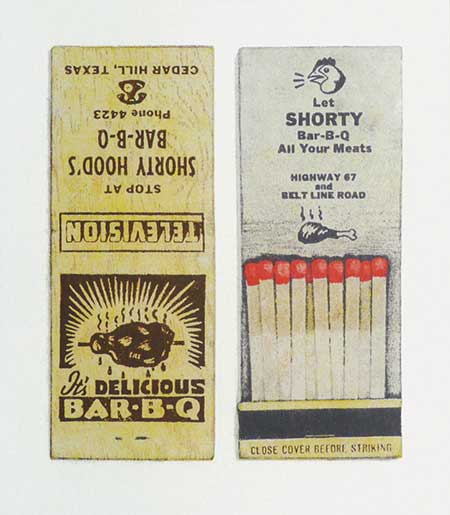 TELEVISION
STOP AT
SHORTY HOOD'S
BAR-B-Q
Phone 4423
CEDAR HILL, TEXAS
It's DELICIOUS
BAR-B-Q
Let
SHORTY
Bar-B-Q
All Your Meats
HIGHWAY 67
and
BELT LINE ROAD
CLOSE COVER BEFORE STRIKING